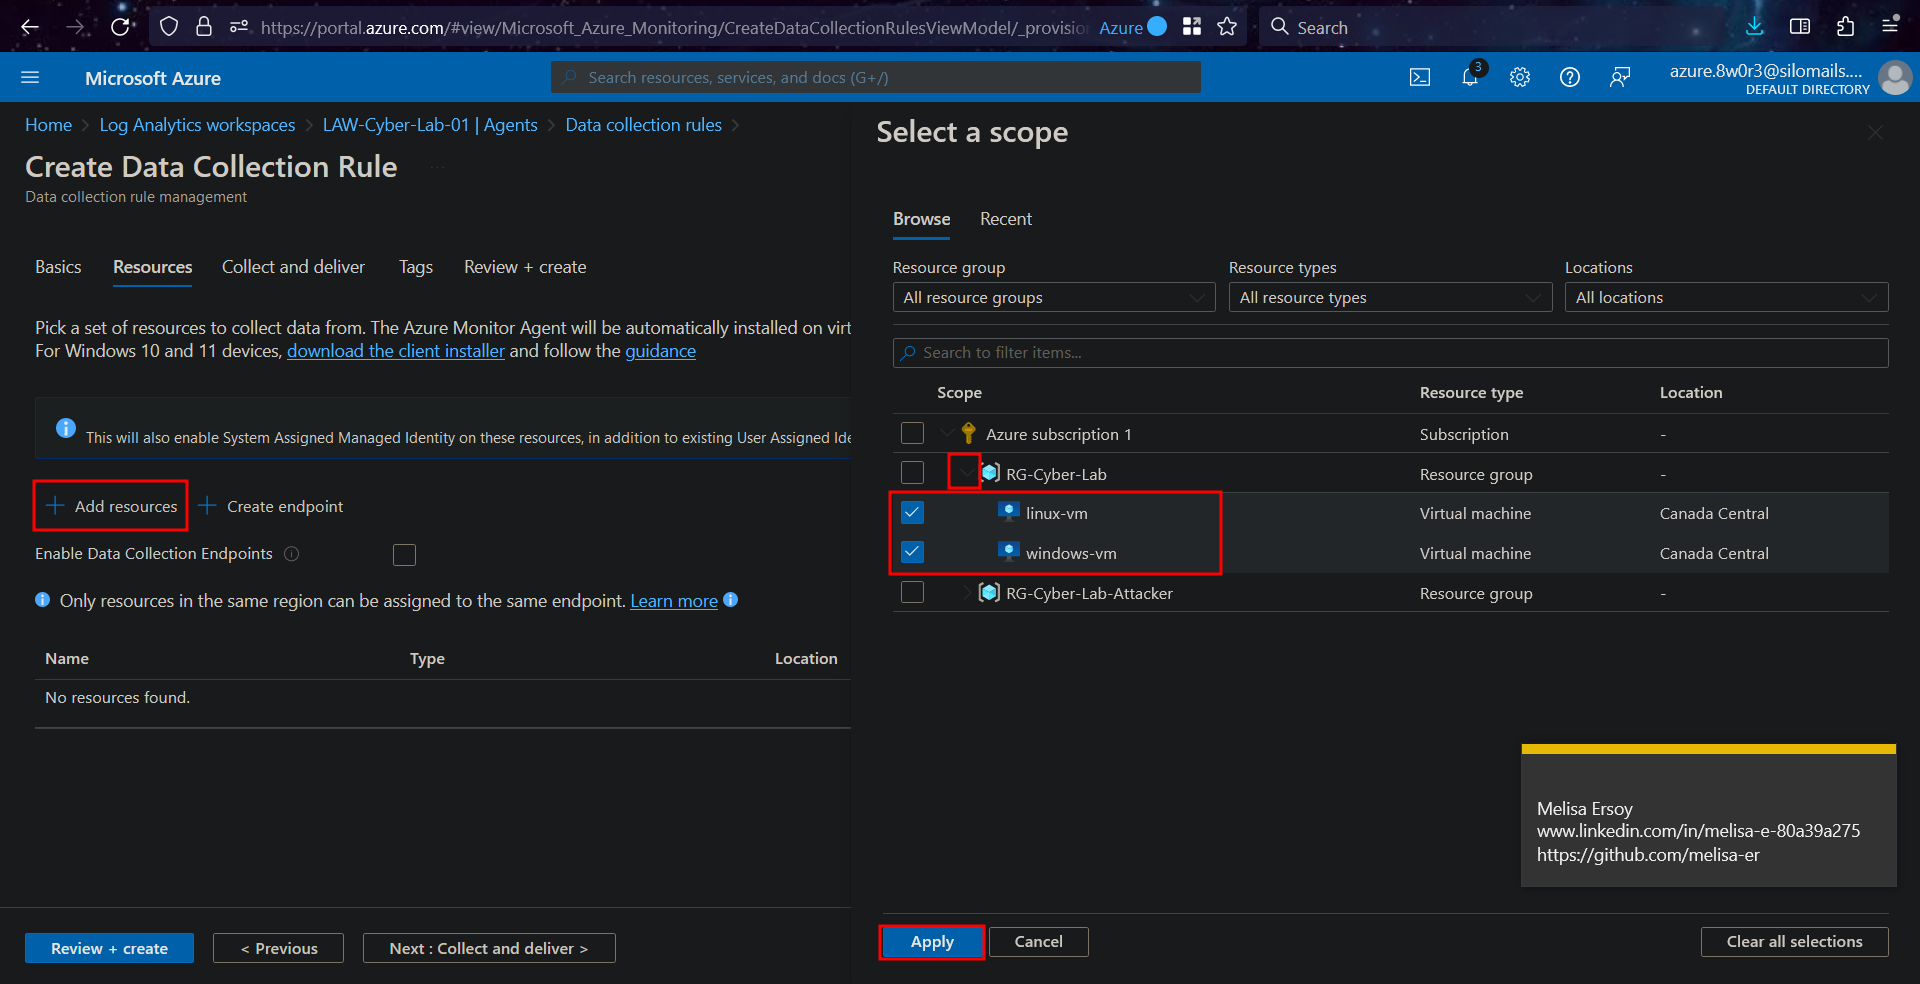 https://portal.azure.com/#view/Microsoft_Azure_Monitoring/CreateDataCollectionRulesViewModel/_provisio
Azure
Search
Microsoft Azure
Search resources, services, and docs (G+/)
3
azure.8w0r3@silomails....
DEFAULT DIRECTORY
Home > Log Analytics workspaces > LAW-Cyber-Lab-01 | Agents > Data collection rules >
Create Data Collection Rule ...
Data collection rule management
Basics Resources Collect and deliver Tags Review + create
Pick a set of resources to collect data from. The Azure Monitor Agent will be automatically installed on virt
For Windows 10 and 11 devices, download the client installer and follow the guidance
This will also enable System Assigned Managed Identity on these resources, in addition to existing User Assigned Ide
+ Add resources + Create endpoint
Enable Data Collection Endpoints
Only resources in the same region can be assigned to the same endpoint. Learn more
Name Type Location
No resources found.
Review + create < Previous Next : Collect and deliver >
Select a scope
Browse Recent
Resource group Resource types Locations
All resource groups All resource types All locations
Search to filter items...
Scope Resource type Location
Azure subscription 1 Subscription -
RG-Cyber-Lab Resource group -
linux-vm Virtual machine Canada Central
windows-vm Virtual machine Canada Central
RG-Cyber-Lab-Attacker Resource group -
Melisa Ersoy
www.linkedin.com/in/melisa-e-80a39a275
https://github.com/melisa-er
Apply Cancel Clear all selections